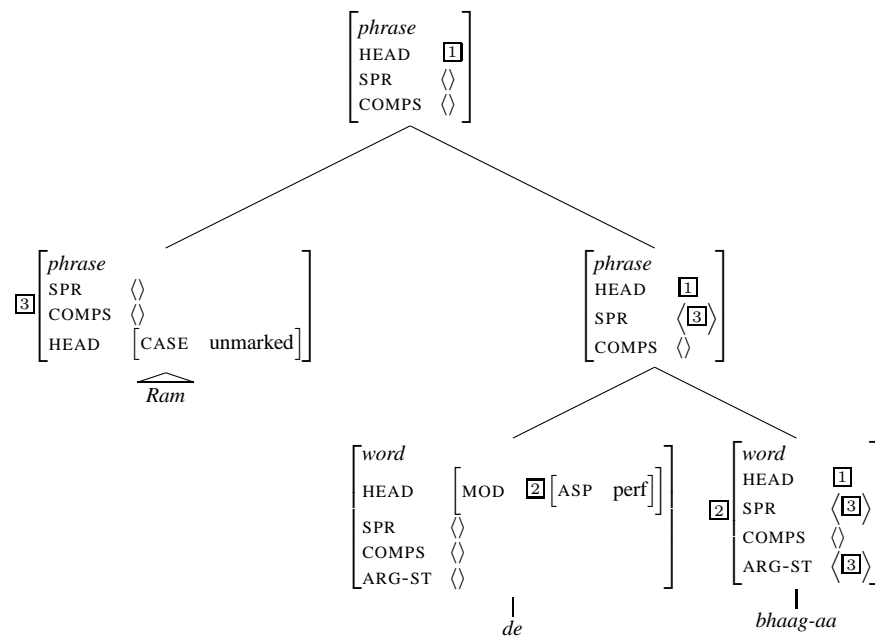 phrase
HEAD 1
SPR ⟨⟩
COMPS ⟨⟩
3
phrase
SPR ⟨⟩
COMPS ⟨⟩
HEAD [CASE unmarked]
Ram
phrase
HEAD 1
SPR ⟨3⟩
COMPS ⟨⟩
word
HEAD [MOD 2 [ASP perf]]
SPR ⟨⟩
COMPS ⟨⟩
ARG-ST ⟨⟩
de
2
word
HEAD 1
SPR ⟨3⟩
COMPS ⟨⟩
ARG-ST ⟨3⟩
bhaag-aa